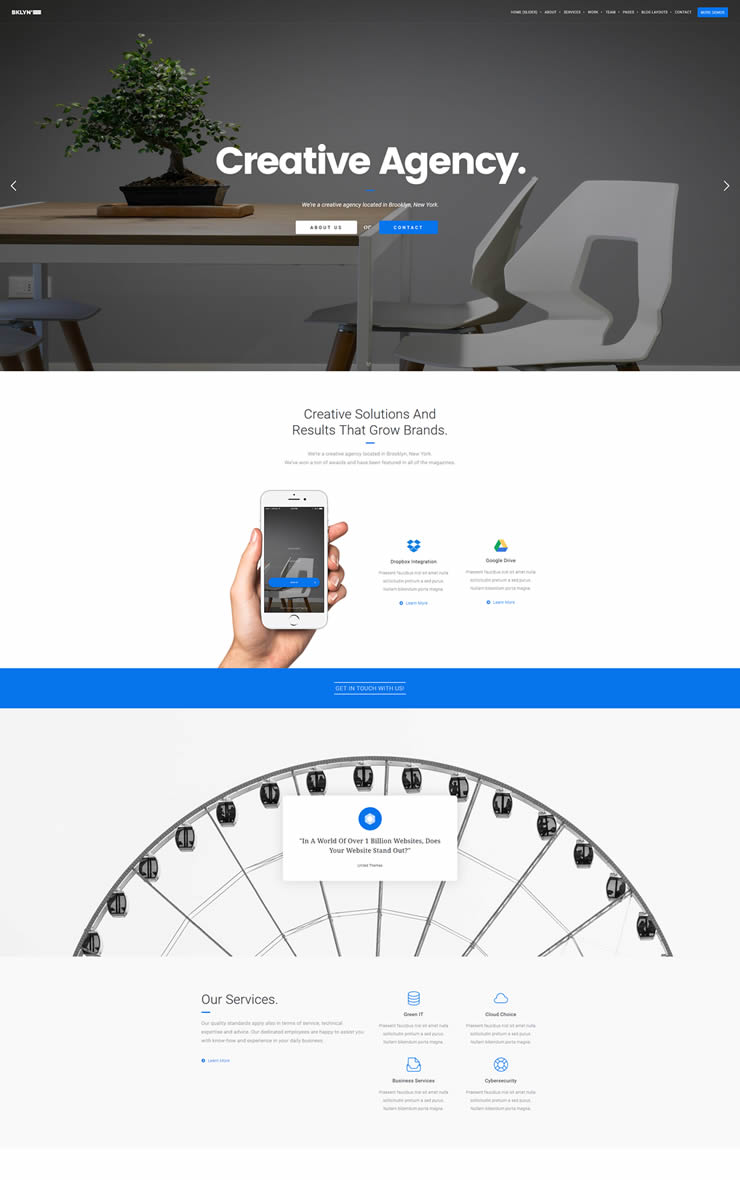 BKLYN
HOME (SLIDER) ABOUT SERVICES WORK TEAM PAGES BLOG LAYOUTS CONTACT MORE DEMOS
Creative Agency.
We're a creative agency located in Brooklyn, New York.
ABOUT US or CONTACT
Creative Solutions And
Results That Grow Brands.
We're a creative agency located in Brooklyn, New York.
We've won a ton of awards and have been featured in all of the magazines.
Dropbox Integration
Praesent faucibus nisl sit amet nulla
sollicitudin pretium a sed purus.
Nullam bibendum porta magna.
Learn More
Google Drive
Praesent faucibus nisl sit amet nulla
sollicitudin pretium a sed purus.
Nullam bibendum porta magna.
Learn More
GET IN TOUCH WITH US!
"In A World Of Over 1 Billion Websites, Does
Your Website Stand Out?"
United Themes
Our Services.
Our quality standards apply also in terms of service, technical
expertise and advice. Our dedicated employees are happy to assist you
with know-how and experience in your daily business.
Learn More
Green IT
Praesent faucibus nisl sit amet nulla
sollicitudin pretium a sed purus.
Nullam bibendum porta magna.
Cloud Choice
Praesent faucibus nisl sit amet nulla
sollicitudin pretium a sed purus.
Nullam bibendum porta magna.
Business Services
Praesent faucibus nisl sit amet nulla
sollicitudin pretium a sed purus.
Nullam bibendum porta magna.
Cybersecurity
Praesent faucibus nisl sit amet nulla
sollicitudin pretium a sed purus.
Nullam bibendum porta magna.